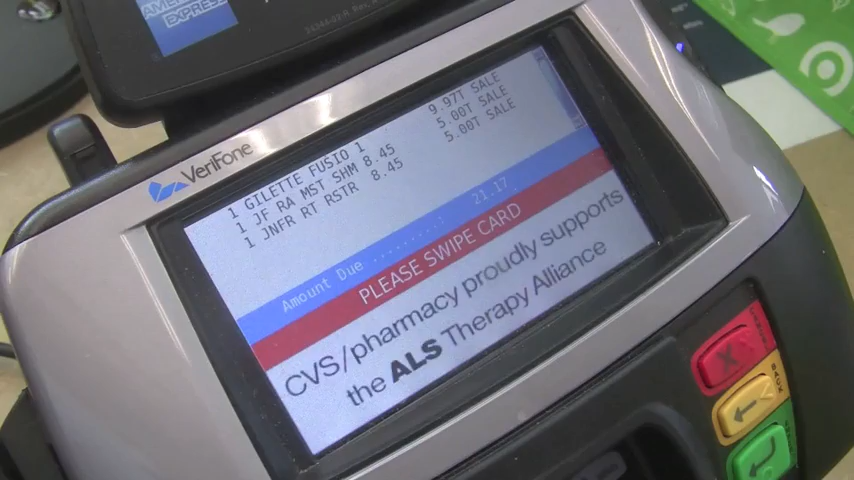 AMERICAN
EXPRESS
VeriFone
1 GILETTE FUSIO 1 9.97T SALE
1 JF RA MST SHM 8.45 5.00T SALE
1 JNFR RT RSTR 8.45 5.00T SALE
Amount Due .........: 21.17
PLEASE SWIPE CARD
CVS/pharmacy proudly supports
the ALS Therapy Alliance